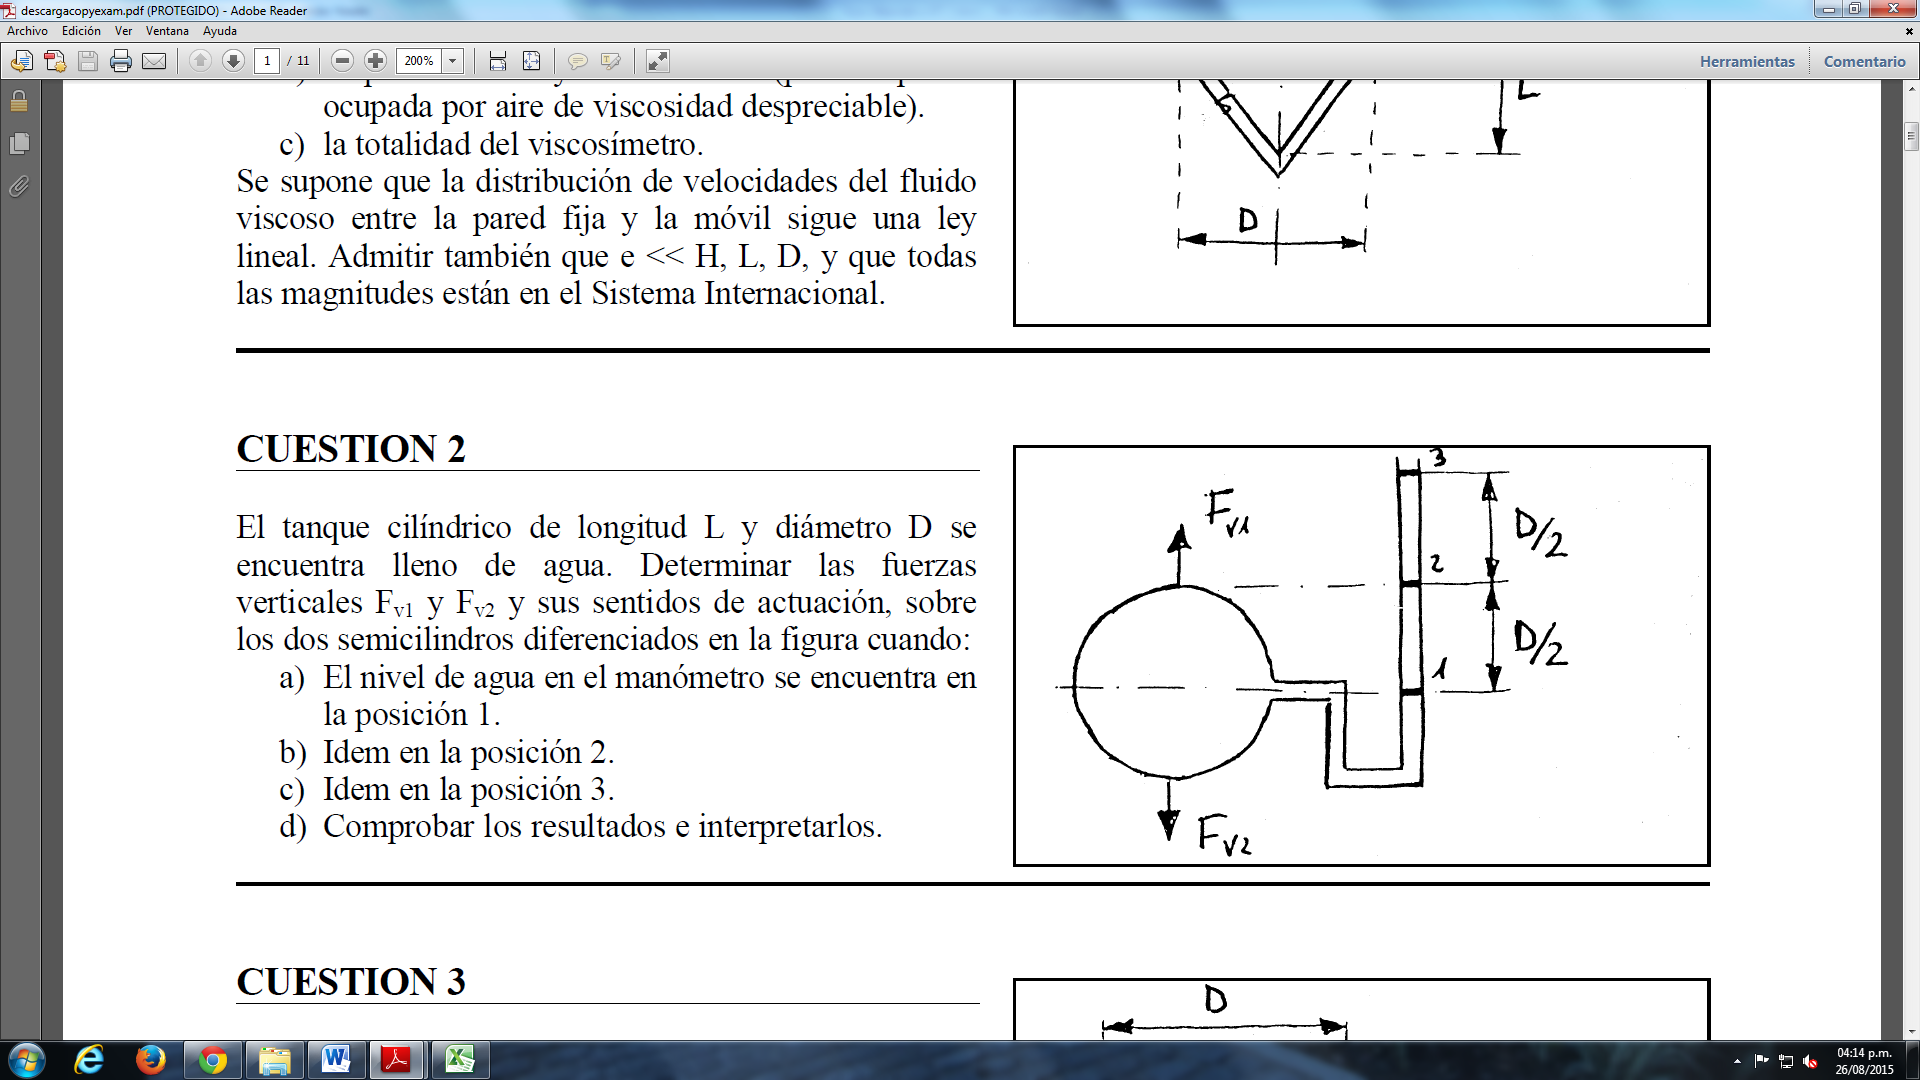 descargacopyexam.pdf (PROTEGIDO) - Adobe Reader
Archivo Edición Ver Ventana Ayuda
1 / 11 200% Herramientas Comentario
ocupada por aire de viscosidad despreciable).
c) la totalidad del viscosímetro.
Se supone que la distribución de velocidades del fluido
viscoso entre la pared fija y la móvil sigue una ley
lineal. Admitir también que e << H, L, D, y que todas
las magnitudes están en el Sistema Internacional.
L
D
CUESTION 2
El tanque cilíndrico de longitud L y diámetro D se
encuentra lleno de agua. Determinar las fuerzas
verticales Fv1 y Fv2 y sus sentidos de actuación, sobre
los dos semicilindros diferenciados en la figura cuando:
a) El nivel de agua en el manómetro se encuentra en
la posición 1.
b) Idem en la posición 2.
c) Idem en la posición 3.
d) Comprobar los resultados e interpretarlos.
3
Fv1
D/2
2
D/2
1
Fv2
CUESTION 3
D
04:14 p.m.
26/08/2015